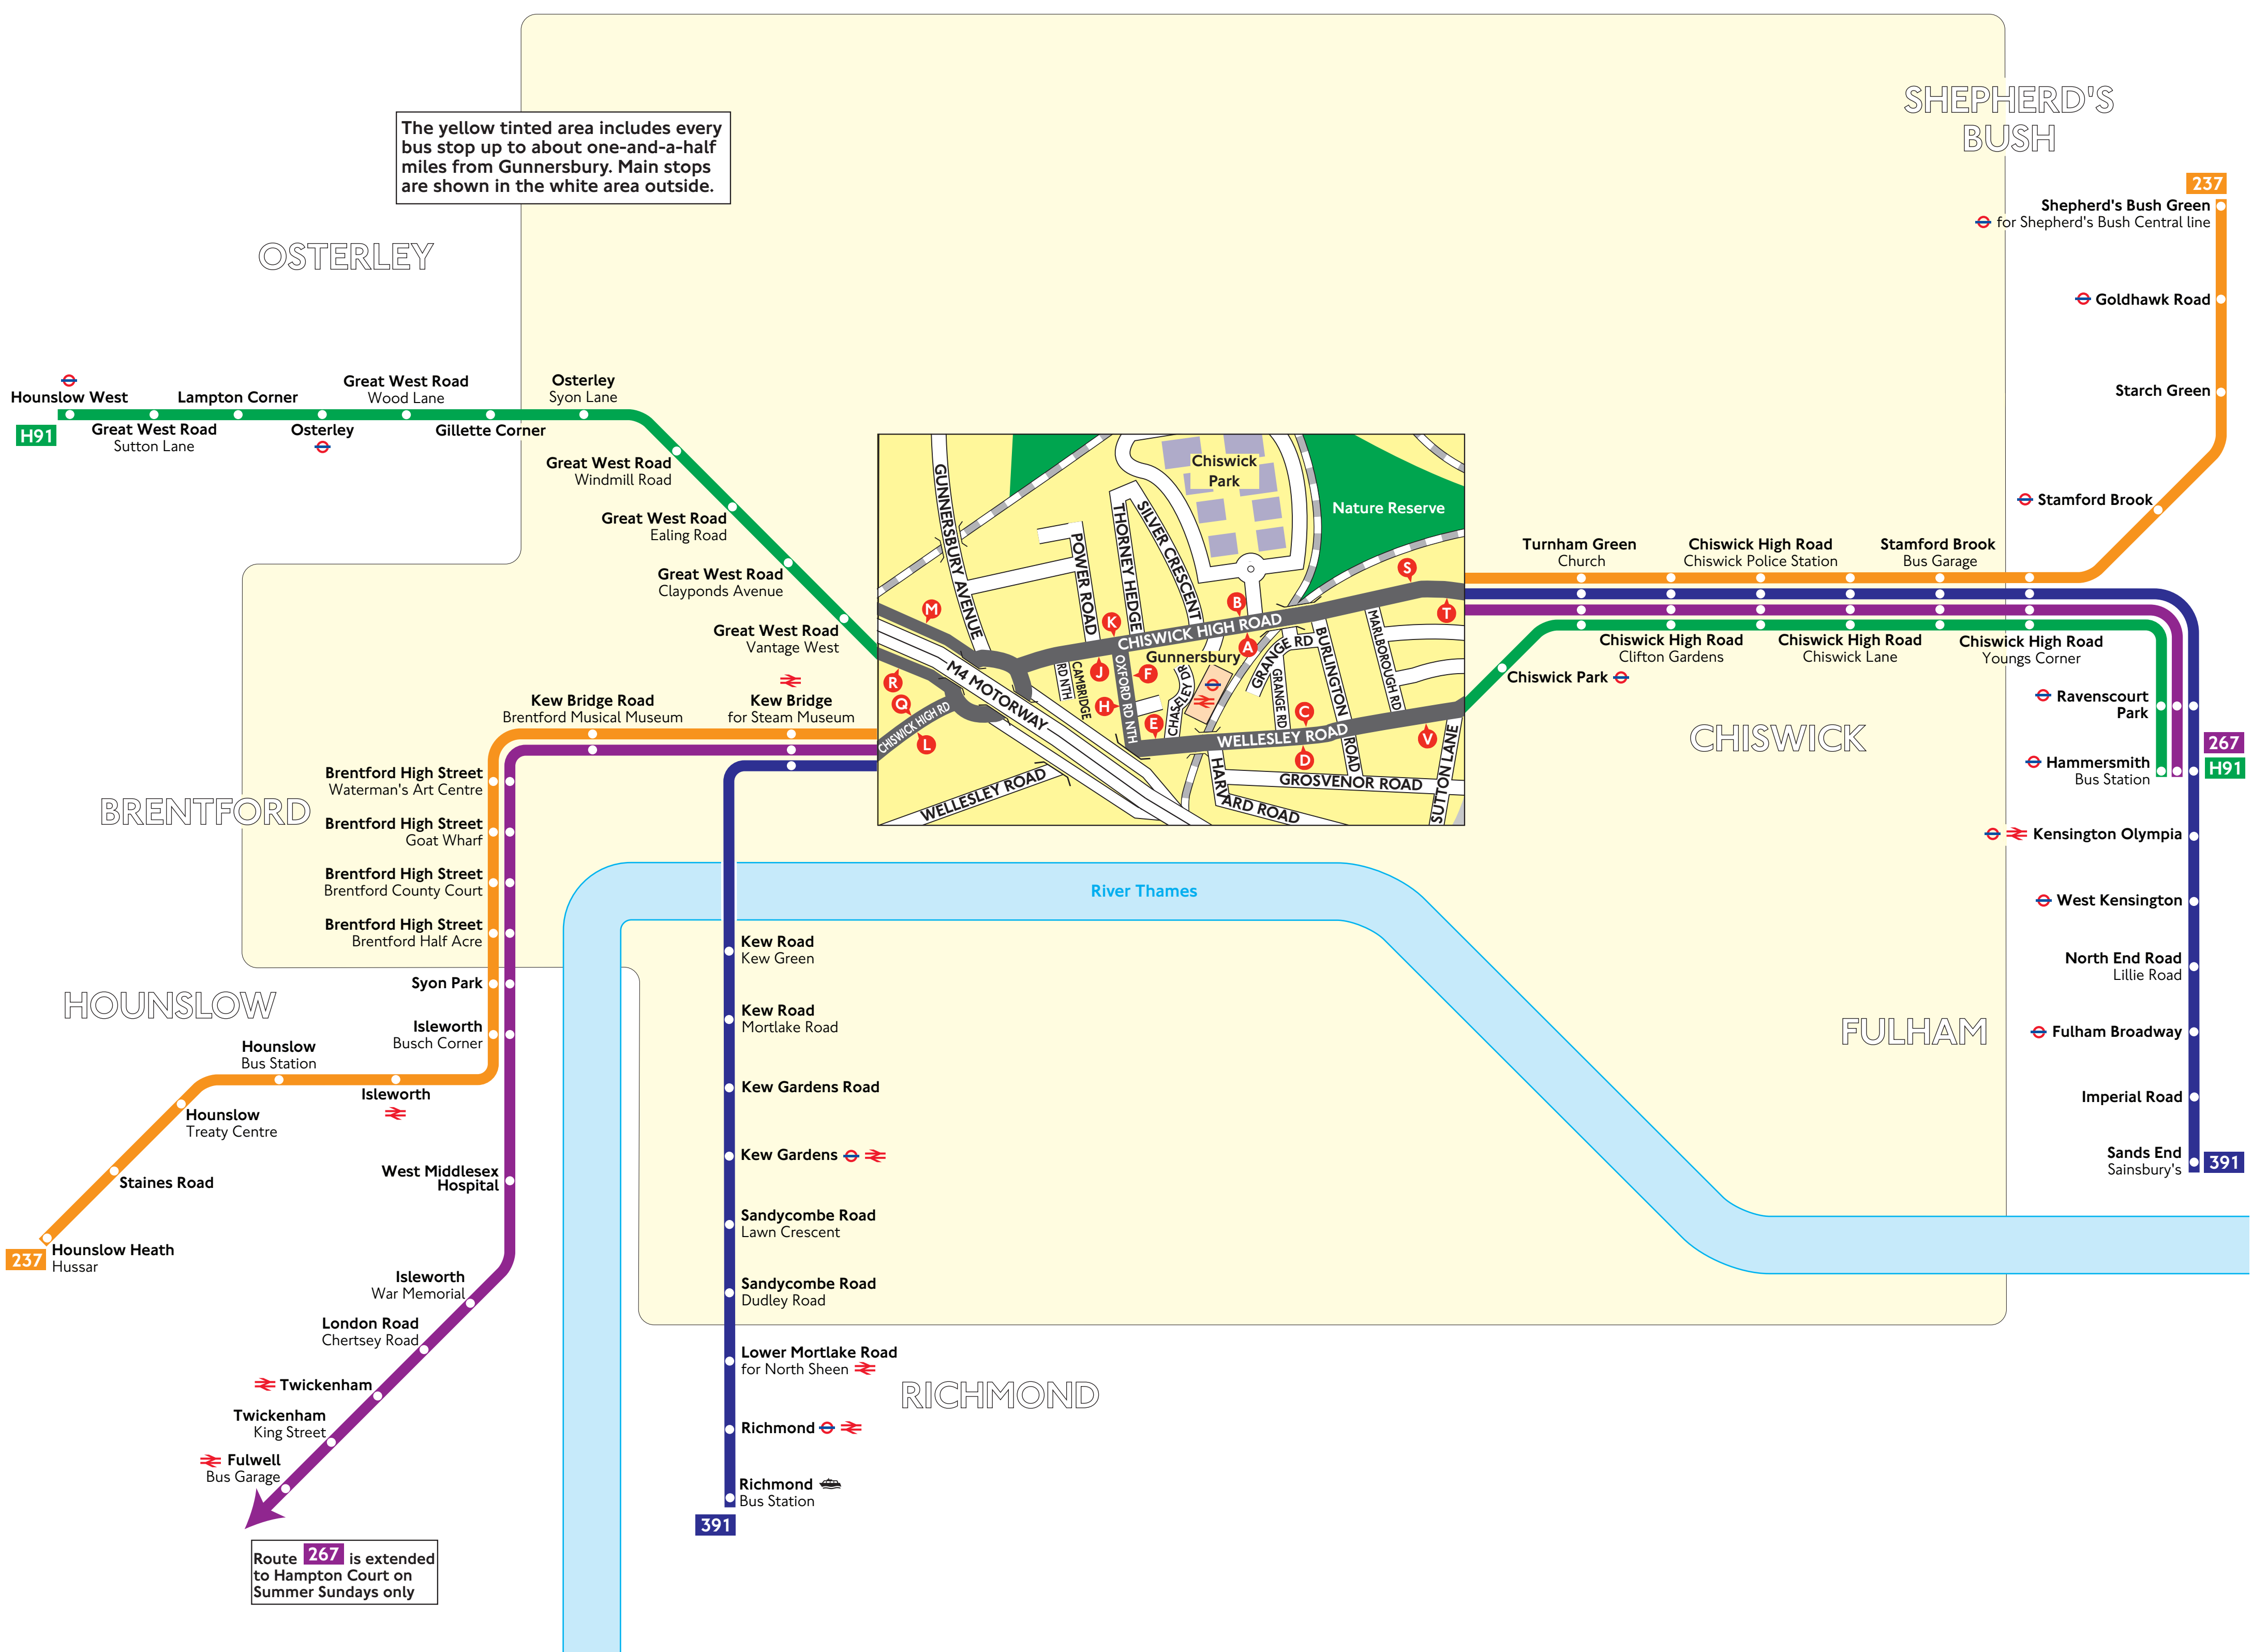 SHEPHERD'S
BUSH
The yellow tinted area includes every
bus stop up to about one-and-a-half
miles from Gunnersbury. Main stops
are shown in the white area outside.
237
Shepherd's Bush Green
for Shepherd's Bush Central line
OSTERLEY
Goldhawk Road
Starch Green
Stamford Brook
Hounslow West
H91
Great West Road
Sutton Lane
Lampton Corner
Osterley
Great West Road
Wood Lane
Gillette Corner
Osterley
Syon Lane
Great West Road
Windmill Road
Great West Road
Ealing Road
Great West Road
Clayponds Avenue
Great West Road
Vantage West
Kew Bridge Road
Brentford Musical Museum
Kew Bridge
for Steam Museum
Chiswick
Park
Nature Reserve
GUNNERSBURY AVENUE
POWER ROAD
THORNEY HEDGE
SILVER CRESCENT
CHISWICK HIGH ROAD
M4 MOTORWAY
CHISWICK HIGH RD
CAMBRIDGE
RD NTH
OXFORD RD NTH
Gunnersbury
CHASELEY DR
GRANGE RD
GRANGE RD
BURLINGTON
ROAD
MARLBOROUGH RD
WELLESLEY ROAD
WELLESLEY ROAD
GROSVENOR ROAD
HARVARD ROAD
SUTTON LANE
M
K
J
F
H
E
B
A
S
T
C
D
V
R
Q
L
Turnham Green
Church
Chiswick High Road
Chiswick Police Station
Stamford Brook
Bus Garage
Chiswick High Road
Clifton Gardens
Chiswick High Road
Chiswick Lane
Chiswick High Road
Youngs Corner
Chiswick Park
CHISWICK
Ravenscourt
Park
267
H91
Hammersmith
Bus Station
Kensington Olympia
West Kensington
North End Road
Lillie Road
FULHAM
Fulham Broadway
Imperial Road
Sands End
Sainsbury's
391
BRENTFORD
Brentford High Street
Waterman's Art Centre
Brentford High Street
Goat Wharf
Brentford High Street
Brentford County Court
Brentford High Street
Brentford Half Acre
Syon Park
Isleworth
Busch Corner
HOUNSLOW
Hounslow
Bus Station
Isleworth
Hounslow
Treaty Centre
Staines Road
237
Hounslow Heath
Hussar
West Middlesex
Hospital
Isleworth
War Memorial
London Road
Chertsey Road
Twickenham
Twickenham
King Street
Fulwell
Bus Garage
Route 267 is extended
to Hampton Court on
Summer Sundays only
River Thames
Kew Road
Kew Green
Kew Road
Mortlake Road
Kew Gardens Road
Kew Gardens
Sandycombe Road
Lawn Crescent
Sandycombe Road
Dudley Road
Lower Mortlake Road
for North Sheen
RICHMOND
Richmond
Richmond
Bus Station
391